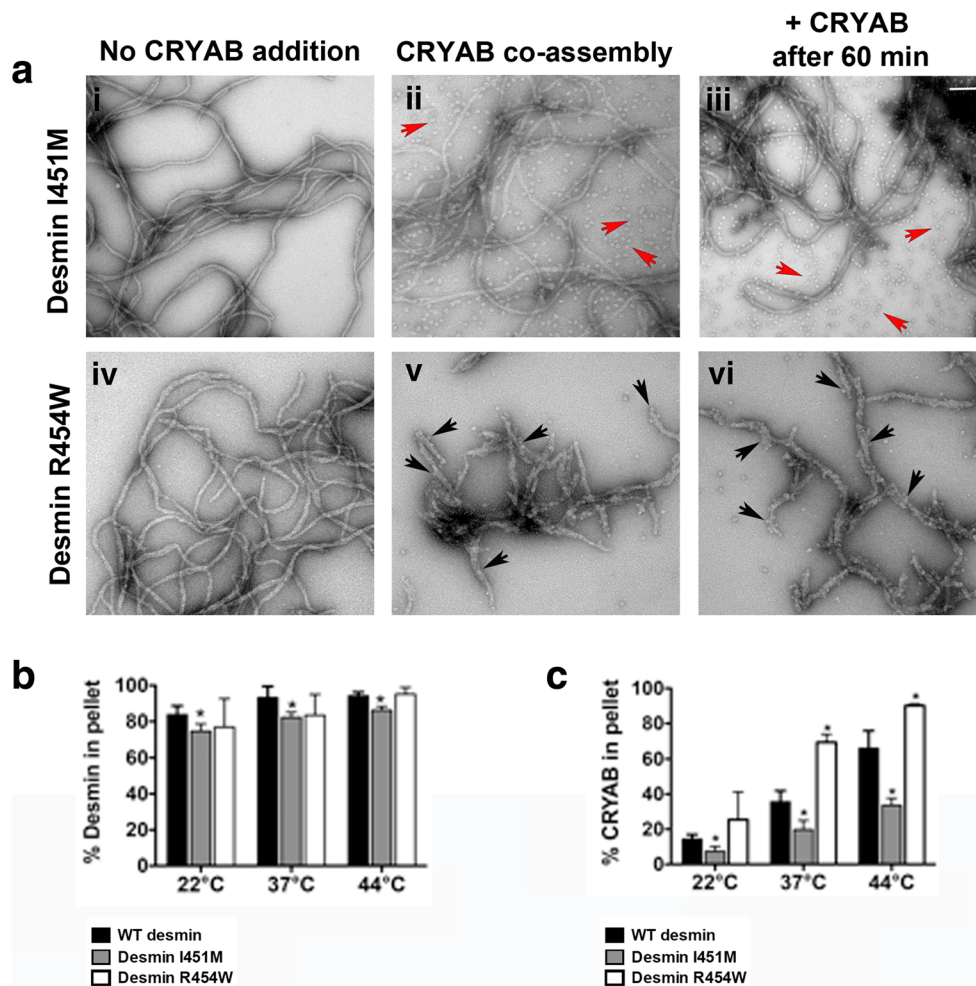 a
No CRYAB addition
CRYAB co-assembly
+ CRYAB
after 60 min
Desmin I451M
i
ii
iii
Desmin R454W
iv
v
vi
b
% Desmin in pellet
100
80
60
40
20
0
* * *
22°C 37°C 44°C
WT desmin
Desmin I451M
Desmin R454W
c
% CRYAB in pellet
100
80
60
40
20
0
* * * * *
22°C 37°C 44°C
WT desmin
Desmin I451M
Desmin R454W